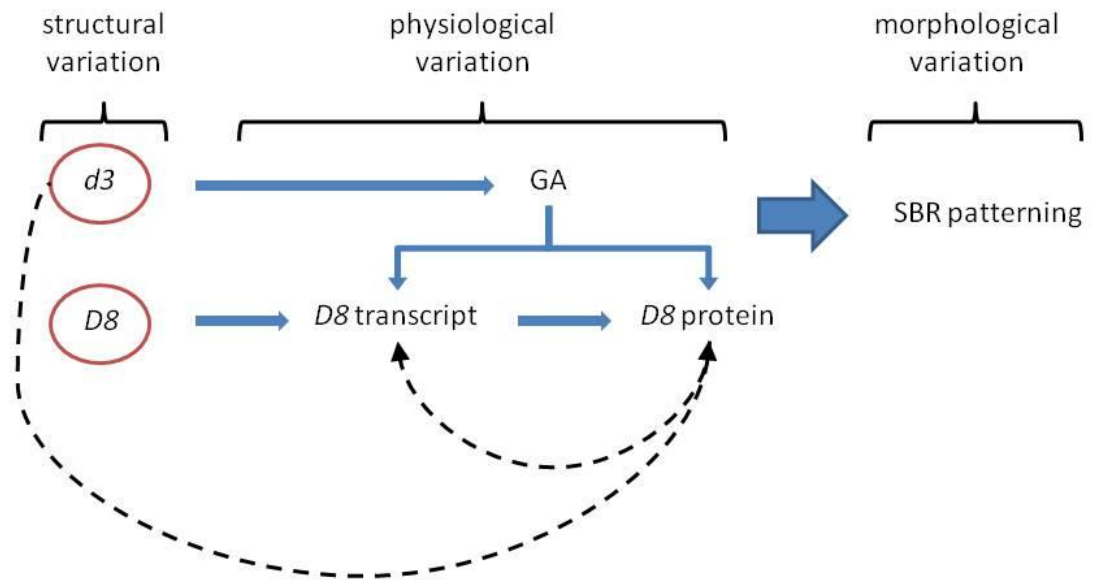 structural
variation
physiological
variation
morphological
variation
d3
GA
SBR patterning
D8
D8 transcript
D8 protein